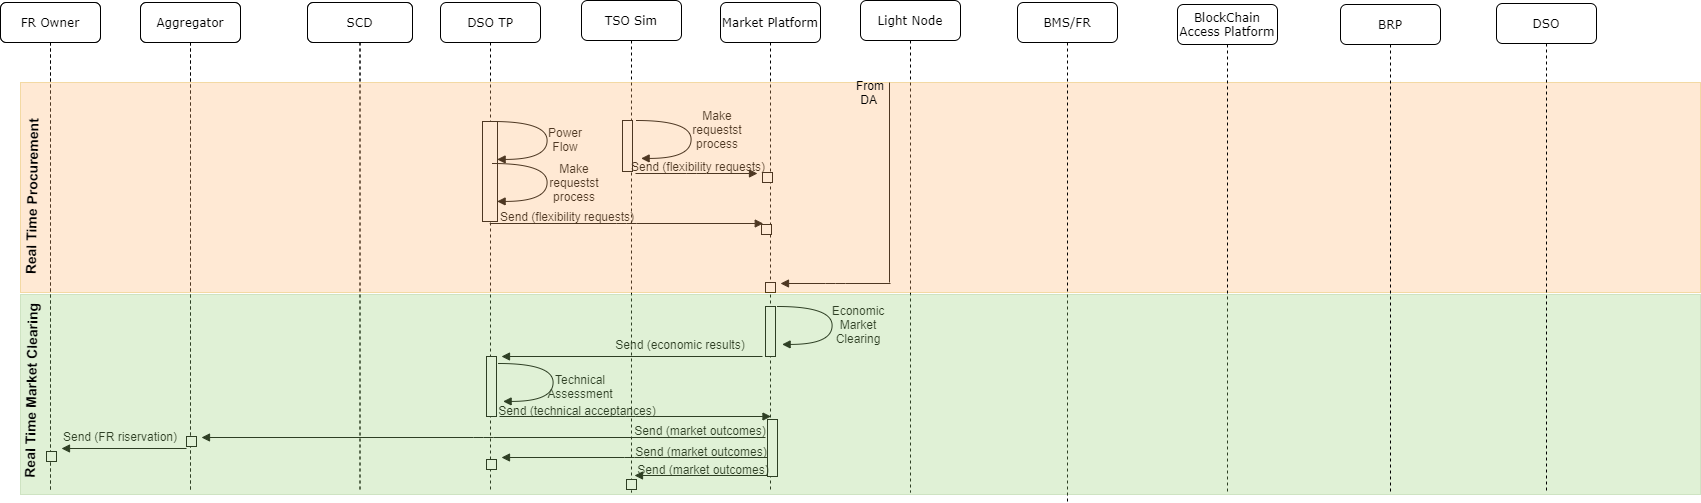 FR Owner
Aggregator
SCD
DSO TP
TSO Sim
Market Platform
Light Node
BMS/FR
BlockChain
Access Platform
BRP
DSO
Real Time Procurement
From
DA
Power
Flow
Make
requestst
process
Make
requestst
process
Send (flexibility requests)
Send (flexibility requests)
Real Time Market Clearing
Economic
Market
Clearing
Send (economic results)
Technical
Assessment
Send (technical acceptances)
Send (market outcomes)
Send (FR riservation)
Send (market outcomes)
Send (market outcomes)